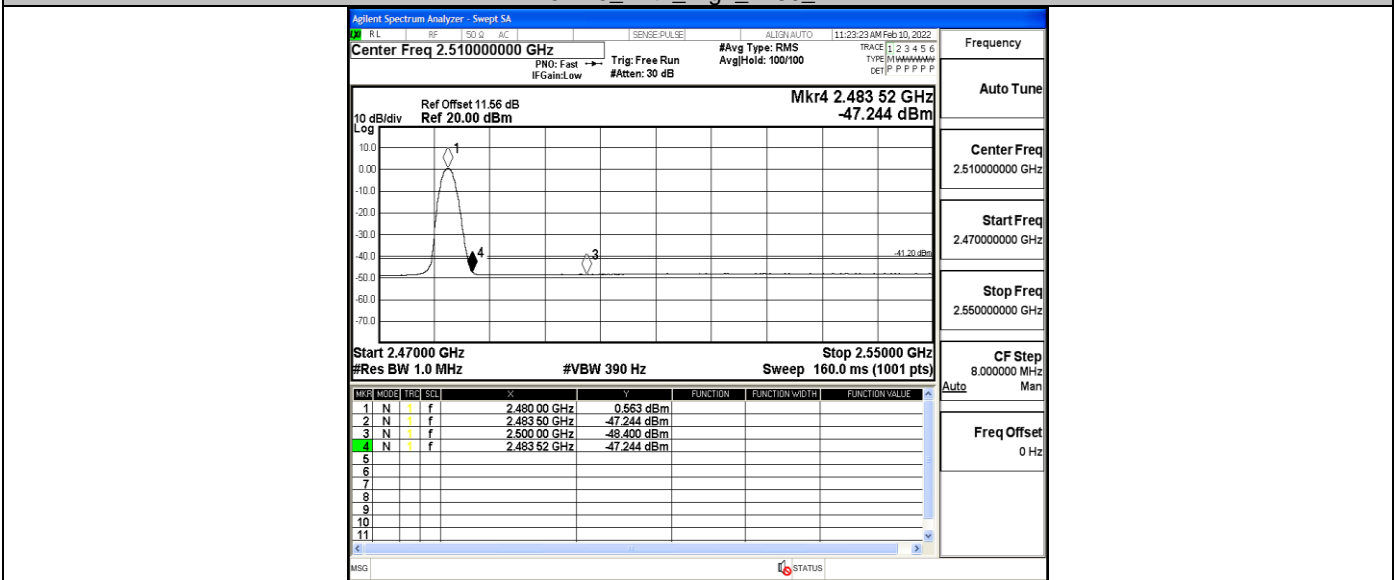 Agilent Spectrum Analyzer - Swept SA
RL RF 50 Ω AC SENSE:PULSE ALIGNAUTO 11:23:23 AM Feb 10, 2022
Center Freq 2.510000000 GHz
PNO: Fast
IFGain:Low
Trig: Free Run
#Atten: 30 dB
#Avg Type: RMS
Avg|Hold: 100/100
TRACE 1 2 3 4 5 6
TYPE M
DET P P P P P P
Ref Offset 11.56 dB
10 dB/div Ref 20.00 dBm
Log
Mkr4 2.483 52 GHz
-47.244 dBm
10.0
0.00
-10.0
-20.0
-30.0
-40.0
-50.0
-60.0
-70.0
1
4
3
-41.20 dBm
Start 2.47000 GHz Stop 2.55000 GHz
#Res BW 1.0 MHz #VBW 390 Hz Sweep 160.0 ms (1001 pts)
MKR MODE TRC SCL X Y FUNCTION FUNCTION WIDTH FUNCTION VALUE
1 N 1 f 2.480 00 GHz 0.563 dBm
2 N 1 f 2.483 50 GHz -47.244 dBm
3 N 1 f 2.500 00 GHz -48.400 dBm
4 N 1 f 2.483 52 GHz -47.244 dBm
5
6
7
8
9
10
11
MSG STATUS
Frequency
Auto Tune
Center Freq
2.510000000 GHz
Start Freq
2.470000000 GHz
Stop Freq
2.550000000 GHz
CF Step
8.000000 MHz
Auto Man
Freq Offset
0 Hz